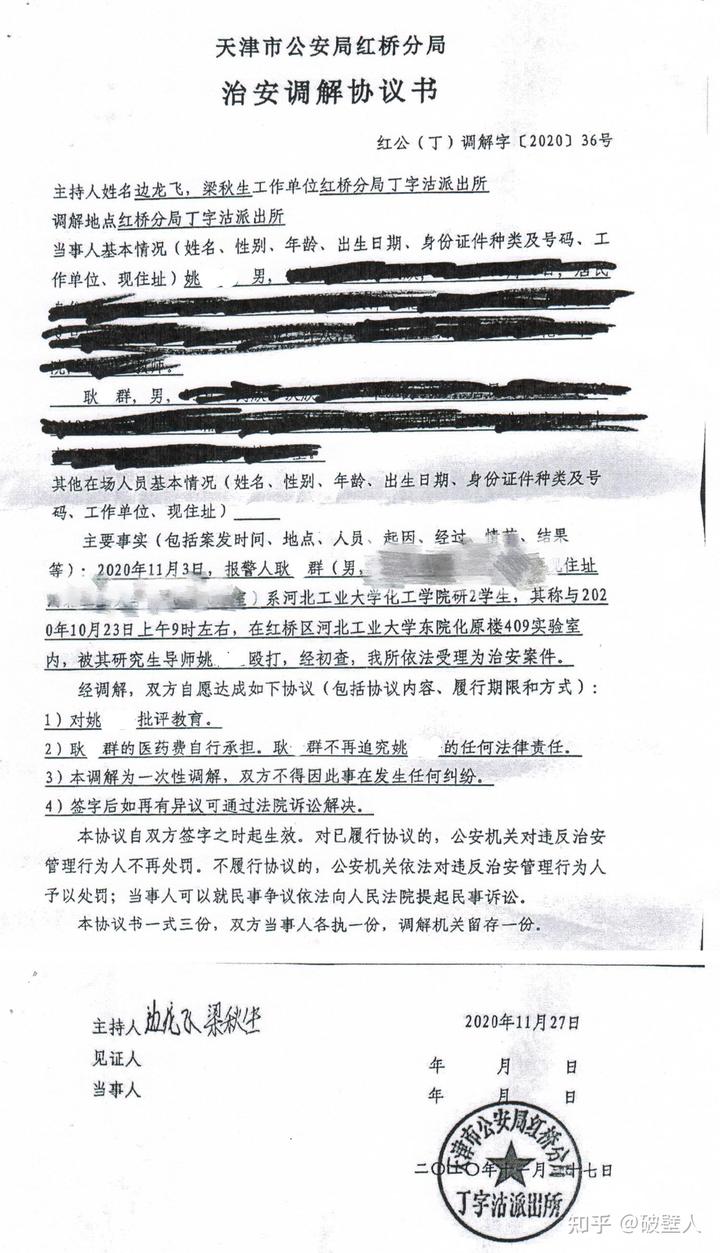 天津市公安局红桥分局
治安调解协议书
红公（丁）调解字〔2020〕36号
主持人姓名边龙飞，梁秋生工作单位红桥分局丁字沽派出所
调解地点红桥分局丁字沽派出所
当事人基本情况（姓名、性别、年龄、出生日期、身份证件种类及号码、工
作单位、现住址）姚 ，男，
居民
教师。
耿 群，男，
其他在场人员基本情况（姓名、性别、年龄、出生日期、身份证件种类及号
码、工作单位、现住址）
主要事实（包括案发时间、地点、人员、起因、经过、情节、结果
等）：2020年11月3日，报警人耿 群（男， 现住址
）系河北工业大学化工学院研2学生，其称与202
0年10月23日上午9时左右，在红桥区河北工业大学东院化原楼409实验室
内，被其研究生导师姚 殴打，经初查，我所依法受理为治安案件。
经调解，双方自愿达成如下协议（包括协议内容、履行期限和方式）：
1）对姚 批评教育。
2）耿 群的医药费自行承担。耿 群不再追究姚 的任何法律责任。
3）本调解为一次性调解，双方不得因此事在发生任何纠纷。
4）签字后如再有异议可通过法院诉讼解决。
本协议自双方签字之时起生效。对已履行协议的，公安机关对违反治安
管理行为人不再处罚。不履行协议的，公安机关依法对违反治安管理行为人
予以处罚；当事人可以就民事争议依法向人民法院提起民事诉讼。
本协议书一式三份，双方当事人各执一份，调解机关留存一份。
主持人 边龙飞 梁秋生 2020年11月27日
见证人 年 月 日
当事人 年 月 日
天津市公安局红桥分局
二〇二〇年十一月二十七日
丁字沽派出所
知乎 @破壁人